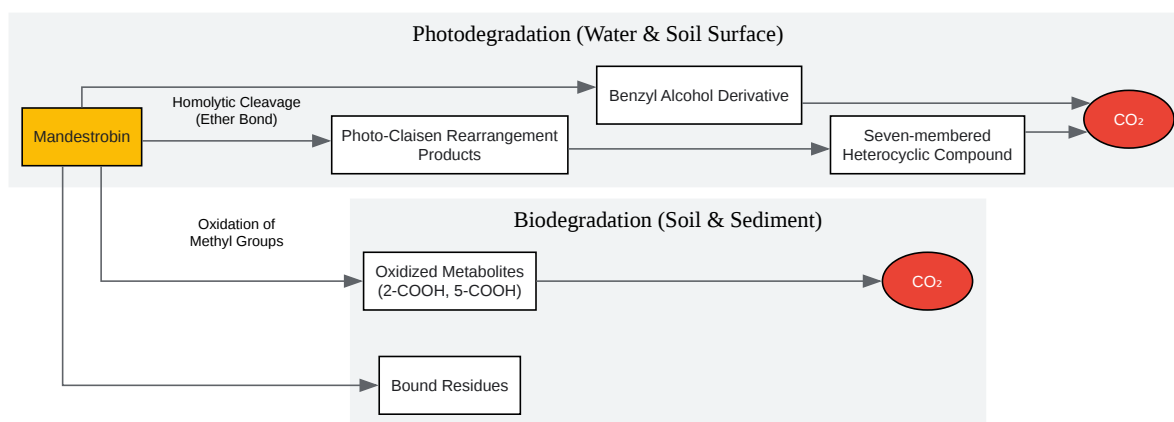 Photodegradation (Water & Soil Surface)
Homolytic Cleavage
(Ether Bond)
Benzyl Alcohol Derivative
Mandestrobin
Photo-Claisen Rearrangement
Products
Seven-membered
Heterocyclic Compound
CO₂
Biodegradation (Soil & Sediment)
Oxidation of
Methyl Groups
Oxidized Metabolites
(2-COOH, 5-COOH)
CO₂
Bound Residues